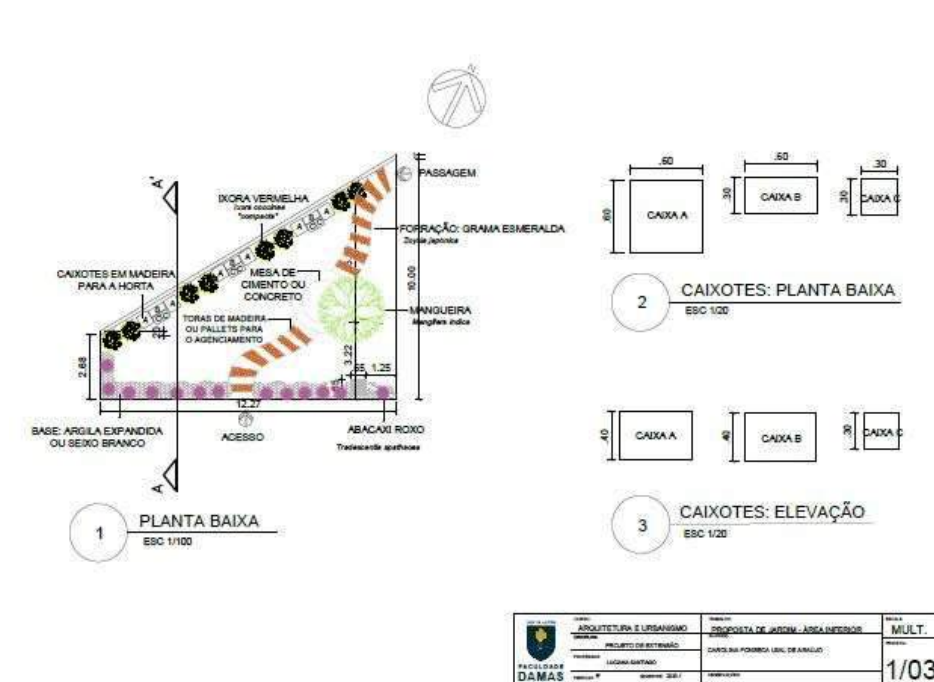 N
A'
PASSAGEM
IXORA VERMELHA
Ixora coccinea
"compacta"
FORRAÇÃO: GRAMA ESMERALDA
Zoysia japonica
CAIXOTES EM MADEIRA
PARA A HORTA
MESA DE
CIMENTO OU
CONCRETO
10.00
MANGUEIRA
Mangifera indica
TORAS DE MADEIRA
OU PALLETS PARA
O AGENCIAMENTO
2.68
3.22
1.25
12.27
BASE: ARGILA EXPANDIDA
OU SEIXO BRANCO
ACESSO
ABACAXI ROXO
Tradescantia spathacea
A
1
PLANTA BAIXA
ESC 1/100
.60
.60
CAIXA A
.60
.30
CAIXA B
.30
.30
CAIXA C
2
CAIXOTES: PLANTA BAIXA
ESC 1/20
.40
CAIXA A
.40
CAIXA B
.30
CAIXA C
3
CAIXOTES: ELEVAÇÃO
ESC 1/20
FACULDADE
DAMAS
ARQUITETURA E URBANISMO
PROJETO DE EXTENSÃO
LUCIANA SANTIAGO
PROPOSTA DE JARDIM - ÁREA INFERIOR
CAROLINA FONSECA LEAL DE ARAUJO
MULT.
1/03